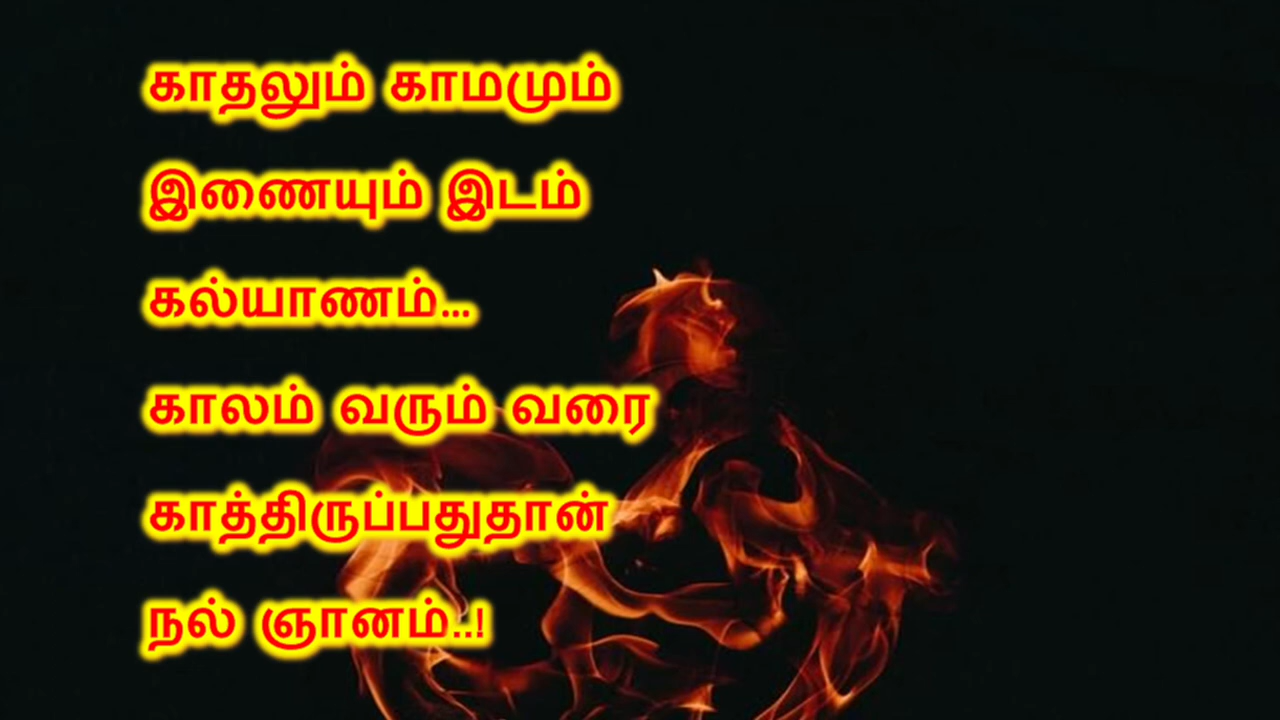 காதலும் காமமும்
இணையும் இடம்
கல்யாணம்...
காலம் வரும் வரை
காத்திருப்பதுதான்
நல் ஞானம்..!